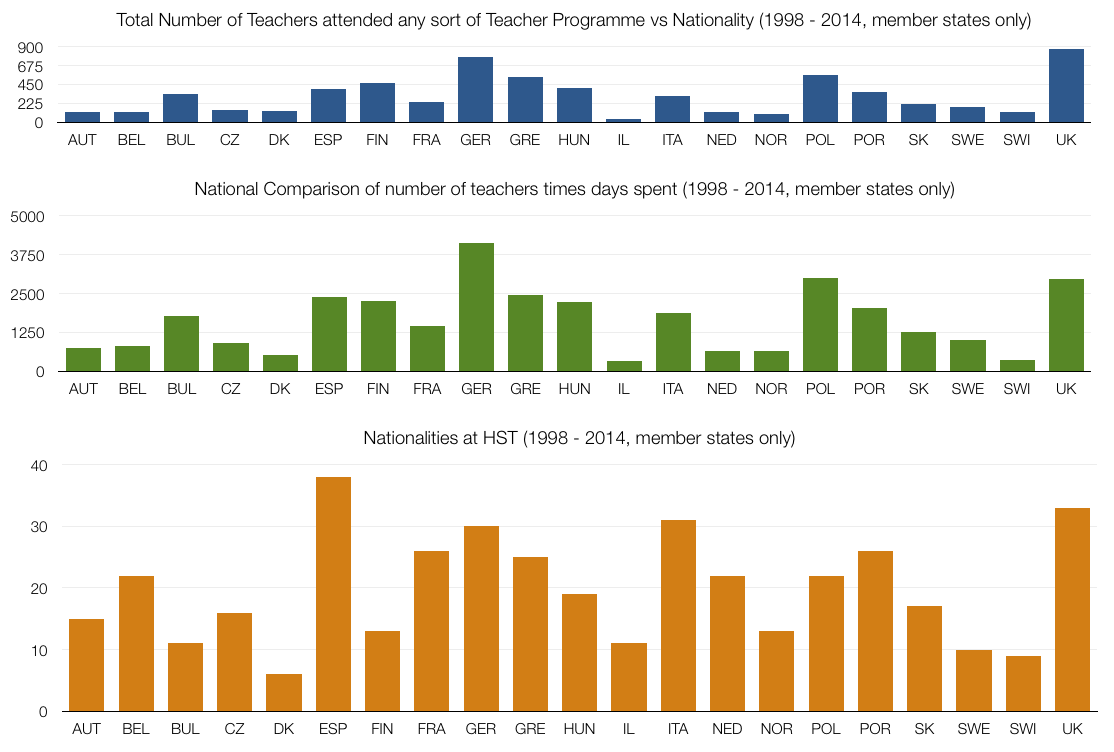 Total Number of Teachers attended any sort of Teacher Programme vs Nationality (1998 - 2014, member states only)
900
675
450
225
0
AUT BEL BUL CZ DK ESP FIN FRA GER GRE HUN IL ITA NED NOR POL POR SK SWE SWI UK
National Comparison of number of teachers times days spent (1998 - 2014, member states only)
5000
3750
2500
1250
0
AUT BEL BUL CZ DK ESP FIN FRA GER GRE HUN IL ITA NED NOR POL POR SK SWE SWI UK
Nationalities at HST (1998 - 2014, member states only)
40
30
20
10
0
AUT BEL BUL CZ DK ESP FIN FRA GER GRE HUN IL ITA NED NOR POL POR SK SWE SWI UK